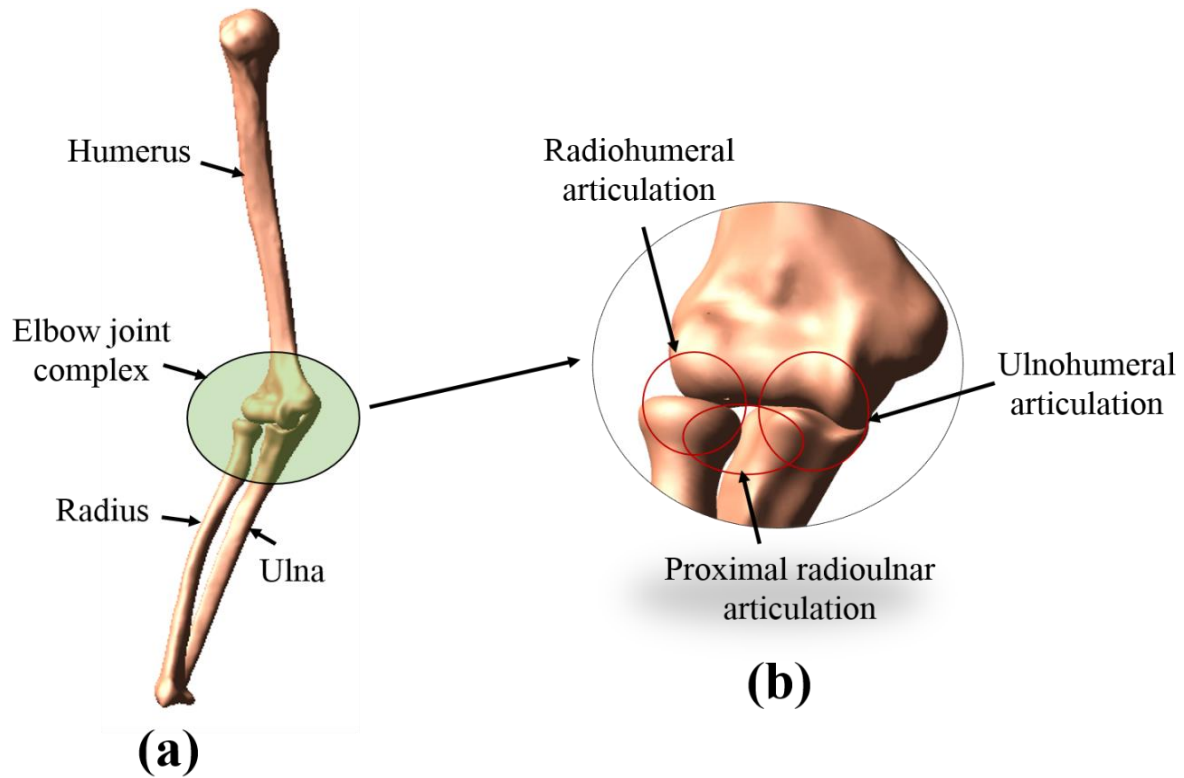 Humerus
Elbow joint
complex
Radius
Ulna
(a)
Radiohumeral
articulation
Ulnohumeral
articulation
Proximal radioulnar
articulation
(b)